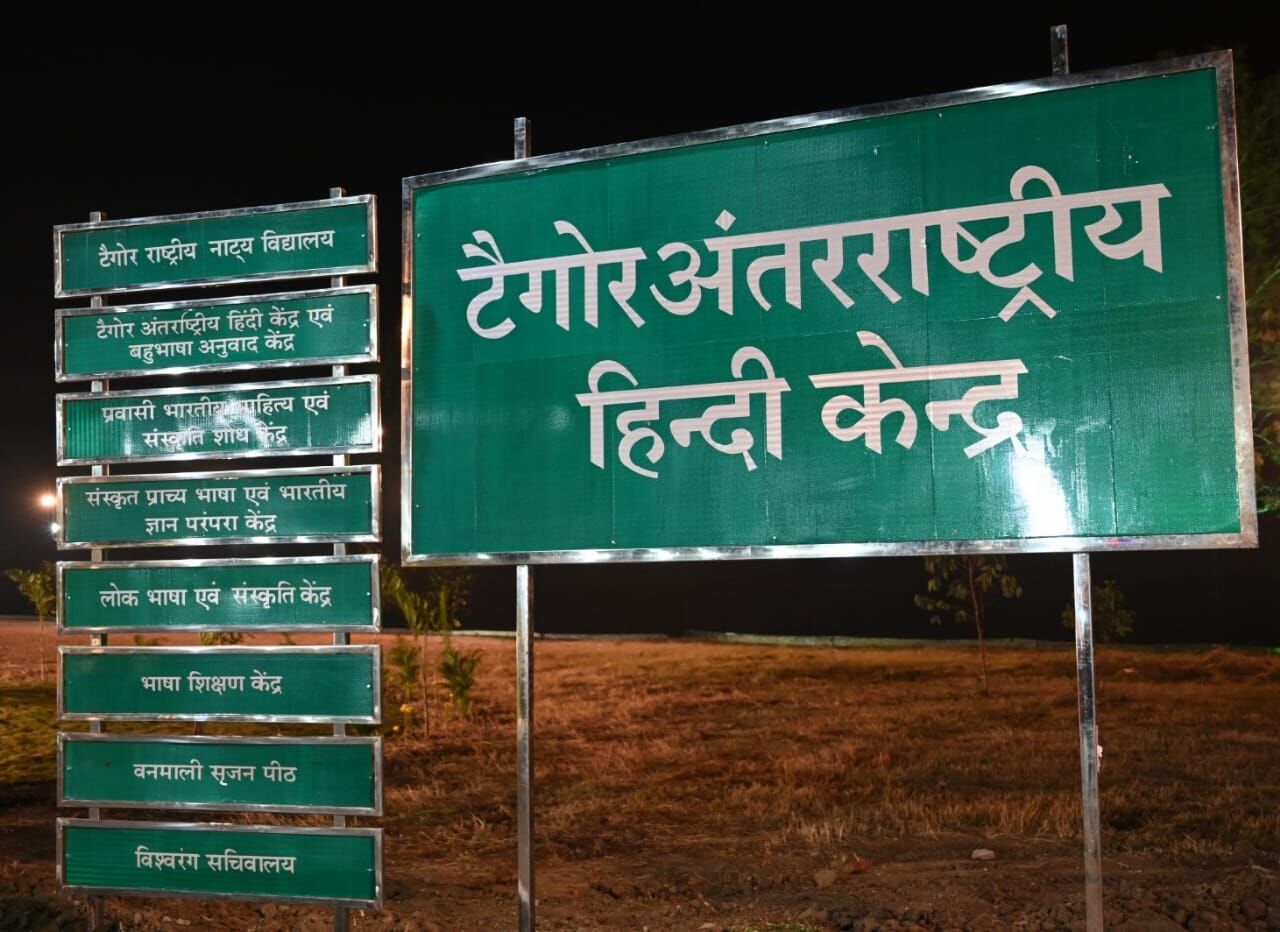 टैगोर राष्ट्रीय नाट्य विद्यालय
टैगोर अंतर्राष्ट्रीय हिंदी केंद्र एवं
बहुभाषा अनुवाद केंद्र
प्रवासी भारतीय साहित्य एवं
संस्कृति शोध केंद्र
संस्कृत प्राच्य भाषा एवं भारतीय
ज्ञान परंपरा केंद्र
लोक भाषा एवं संस्कृति केंद्र
भाषा शिक्षण केंद्र
वनमाली सृजन पीठ
विश्वरंग सचिवालय
टैगोर अंतरराष्ट्रीय
हिन्दी केन्द्र